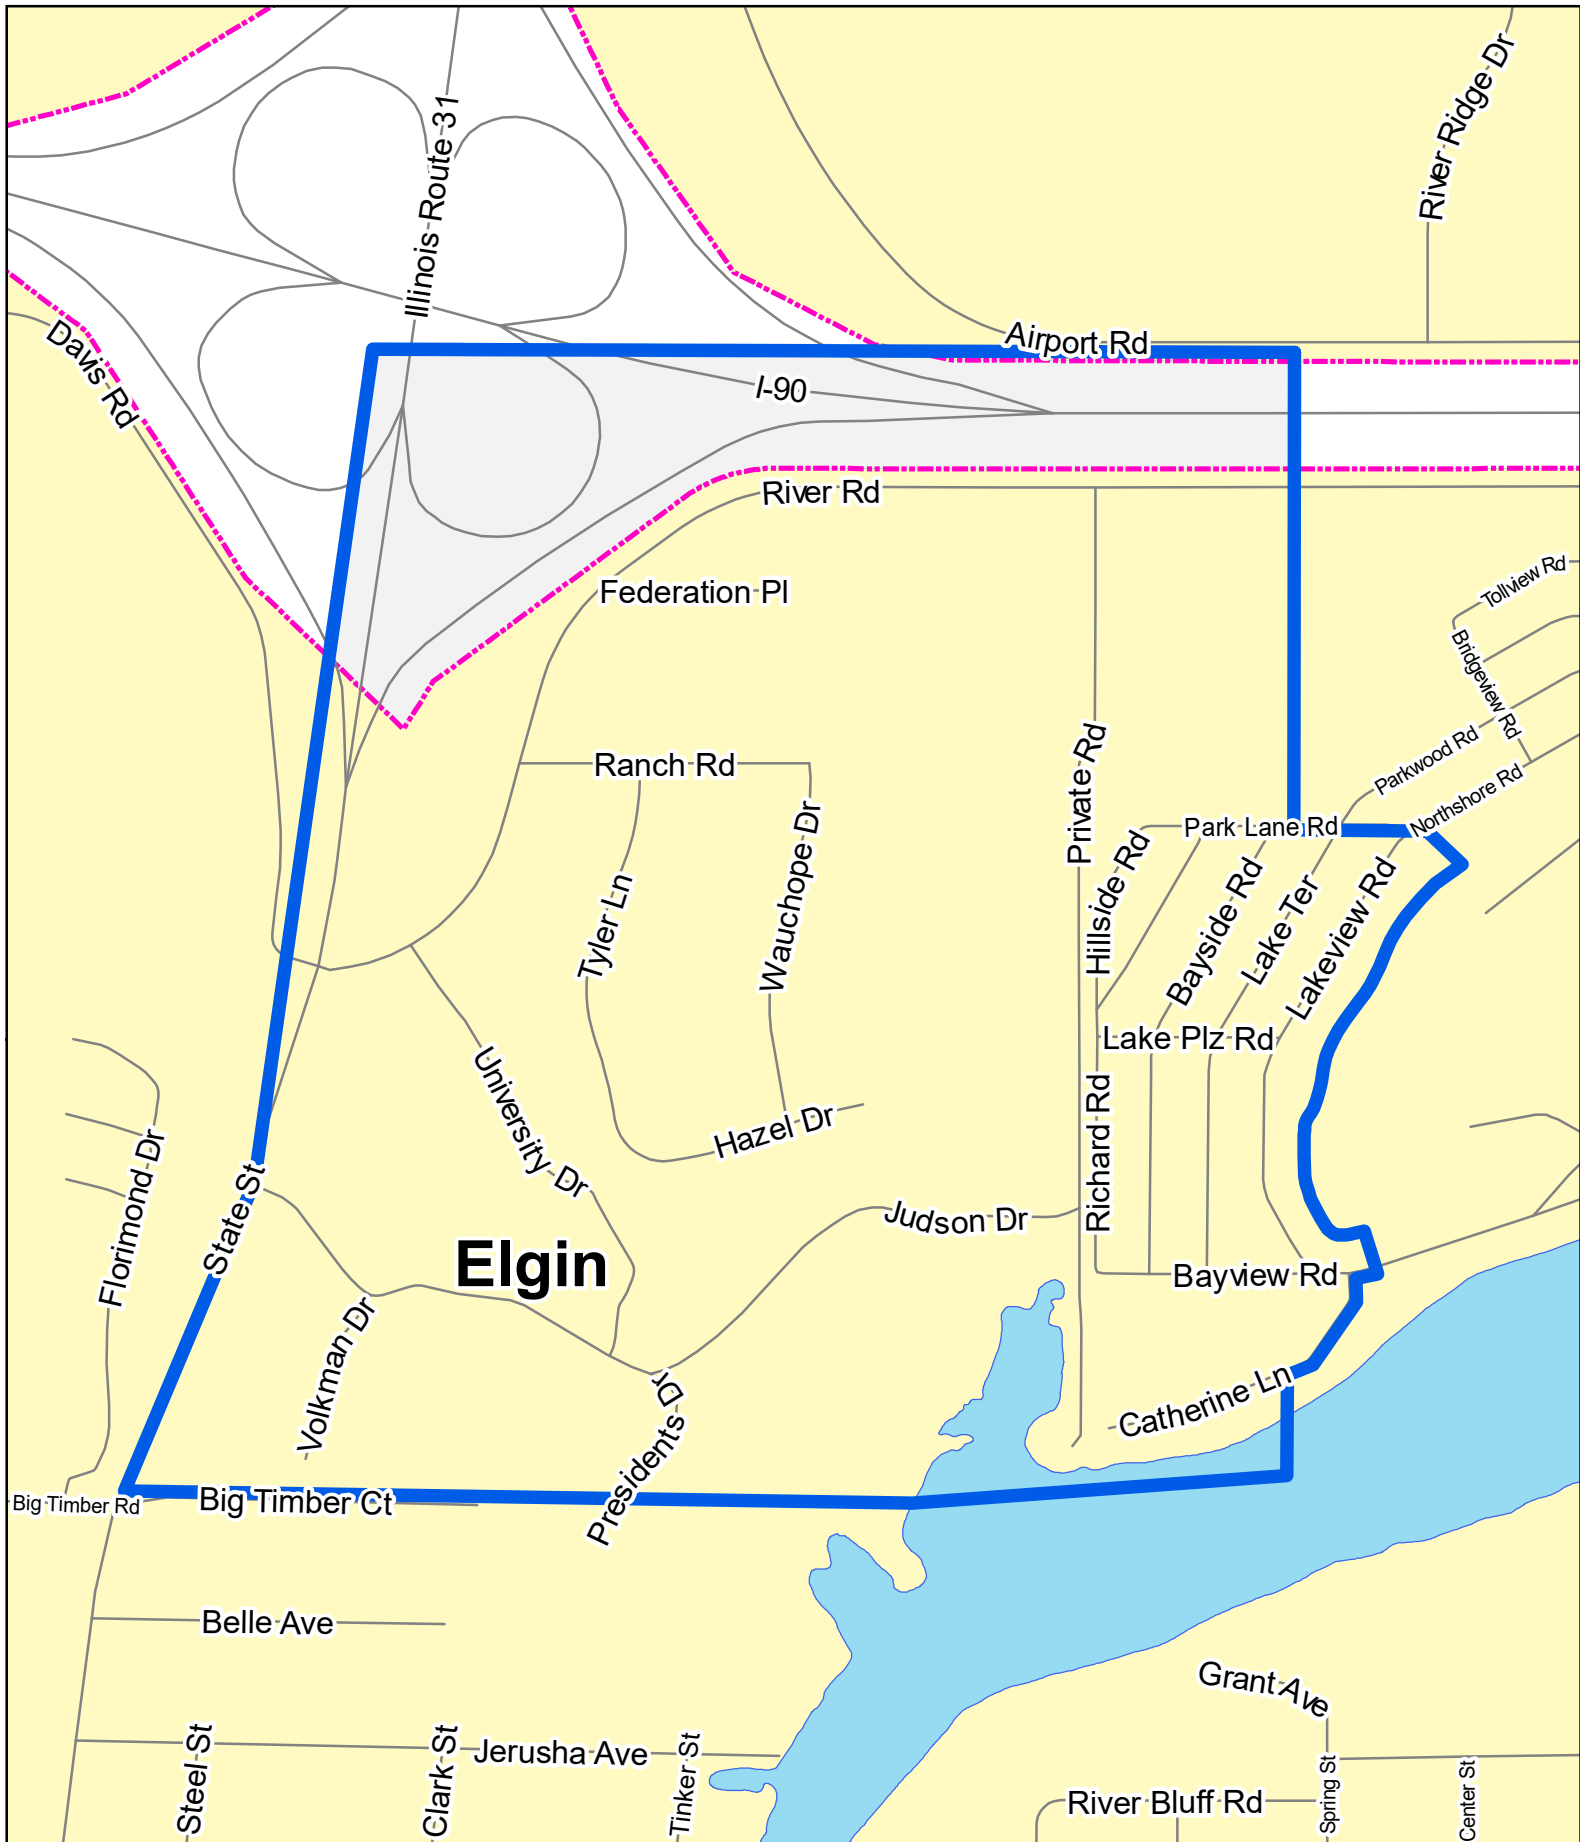 River Ridge Dr
Illinois Route 31
Airport Rd
Davis Rd
I-90
River Rd
Federation Pl
Tollview Rd
Bridgeview Rd
Ranch Rd
Private Rd
Parkwood Rd
Northshore Rd
Park Lane Rd
Wauchope Dr
Hillside Rd
Tyler Ln
Bayside Rd
Lake Ter
Lakeview Rd
Lake Plz Rd
University Dr
Hazel Dr
Richard Rd
Florimond Dr
State St
Judson Dr
Elgin
Bayview Rd
Volkman Dr
Presidents Dr
Catherine Ln
Big Timber Rd
Big Timber Ct
Belle Ave
Grant Ave
Steel St
Clark St
Jerusha Ave
Tinker St
River Bluff Rd
Spring St
Center St